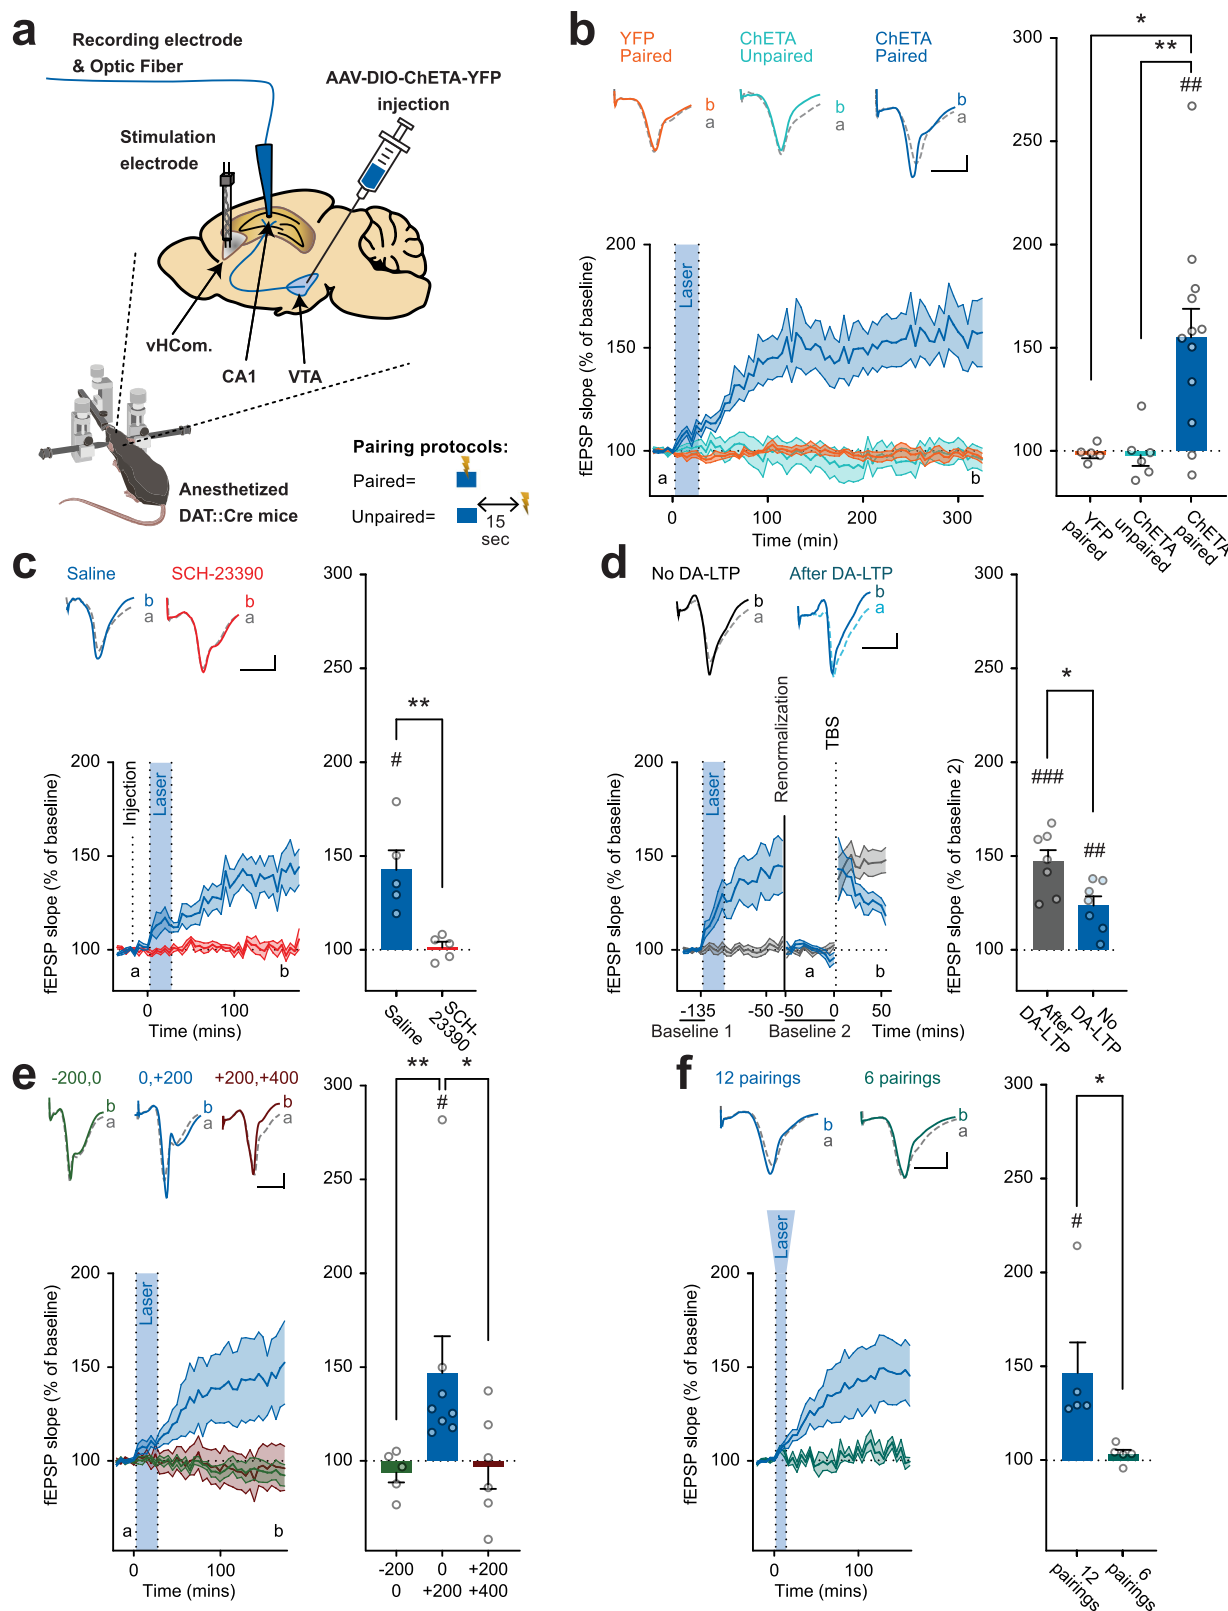 a
Recording electrode
& Optic Fiber
AAV-DIO-ChETA-YFP
injection
Stimulation
electrode
vHCom.
CA1
VTA
Pairing protocols:
Paired=
Unpaired=
15
sec
Anesthetized
DAT::Cre mice
b
YFP
Paired
ChETA
Unpaired
ChETA
Paired
b
a
b
a
b
a
Laser
fEPSP slope (% of baseline)
200
150
100
a
b
0
100
200
300
Time (min)
300
250
200
150
100
*
**
##
YFP
paired
ChETA
unpaired
ChETA
paired
c
Saline
SCH-23390
b
a
b
a
Injection
Laser
fEPSP slope (% of baseline)
200
150
100
a
b
0
100
Time (mins)
300
250
200
150
100
**
#
Saline
SCH-
23390
d
No DA-LTP
After DA-LTP
b
a
b
a
Renormalization
TBS
Laser
fEPSP slope (% of baseline)
200
150
100
a
b
-135
-50
-50
0
50
Baseline 1
Baseline 2
Time (mins)
fEPSP slope (% of baseline 2)
300
250
200
150
100
*
###
##
After
DA-LTP
No
DA-LTP
e
-200,0
0,+200
+200,+400
b
a
b
a
b
a
Laser
fEPSP slope (% of baseline)
200
150
100
a
b
0
100
Time (mins)
300
250
200
150
100
**
*
#
-200
0
0
+200
+200
+400
f
12 pairings
6 pairings
b
a
b
a
Laser
fEPSP slope (% of baseline)
200
150
100
0
100
Time (mins)
300
250
200
150
100
*
#
12
pairings
6
pairings